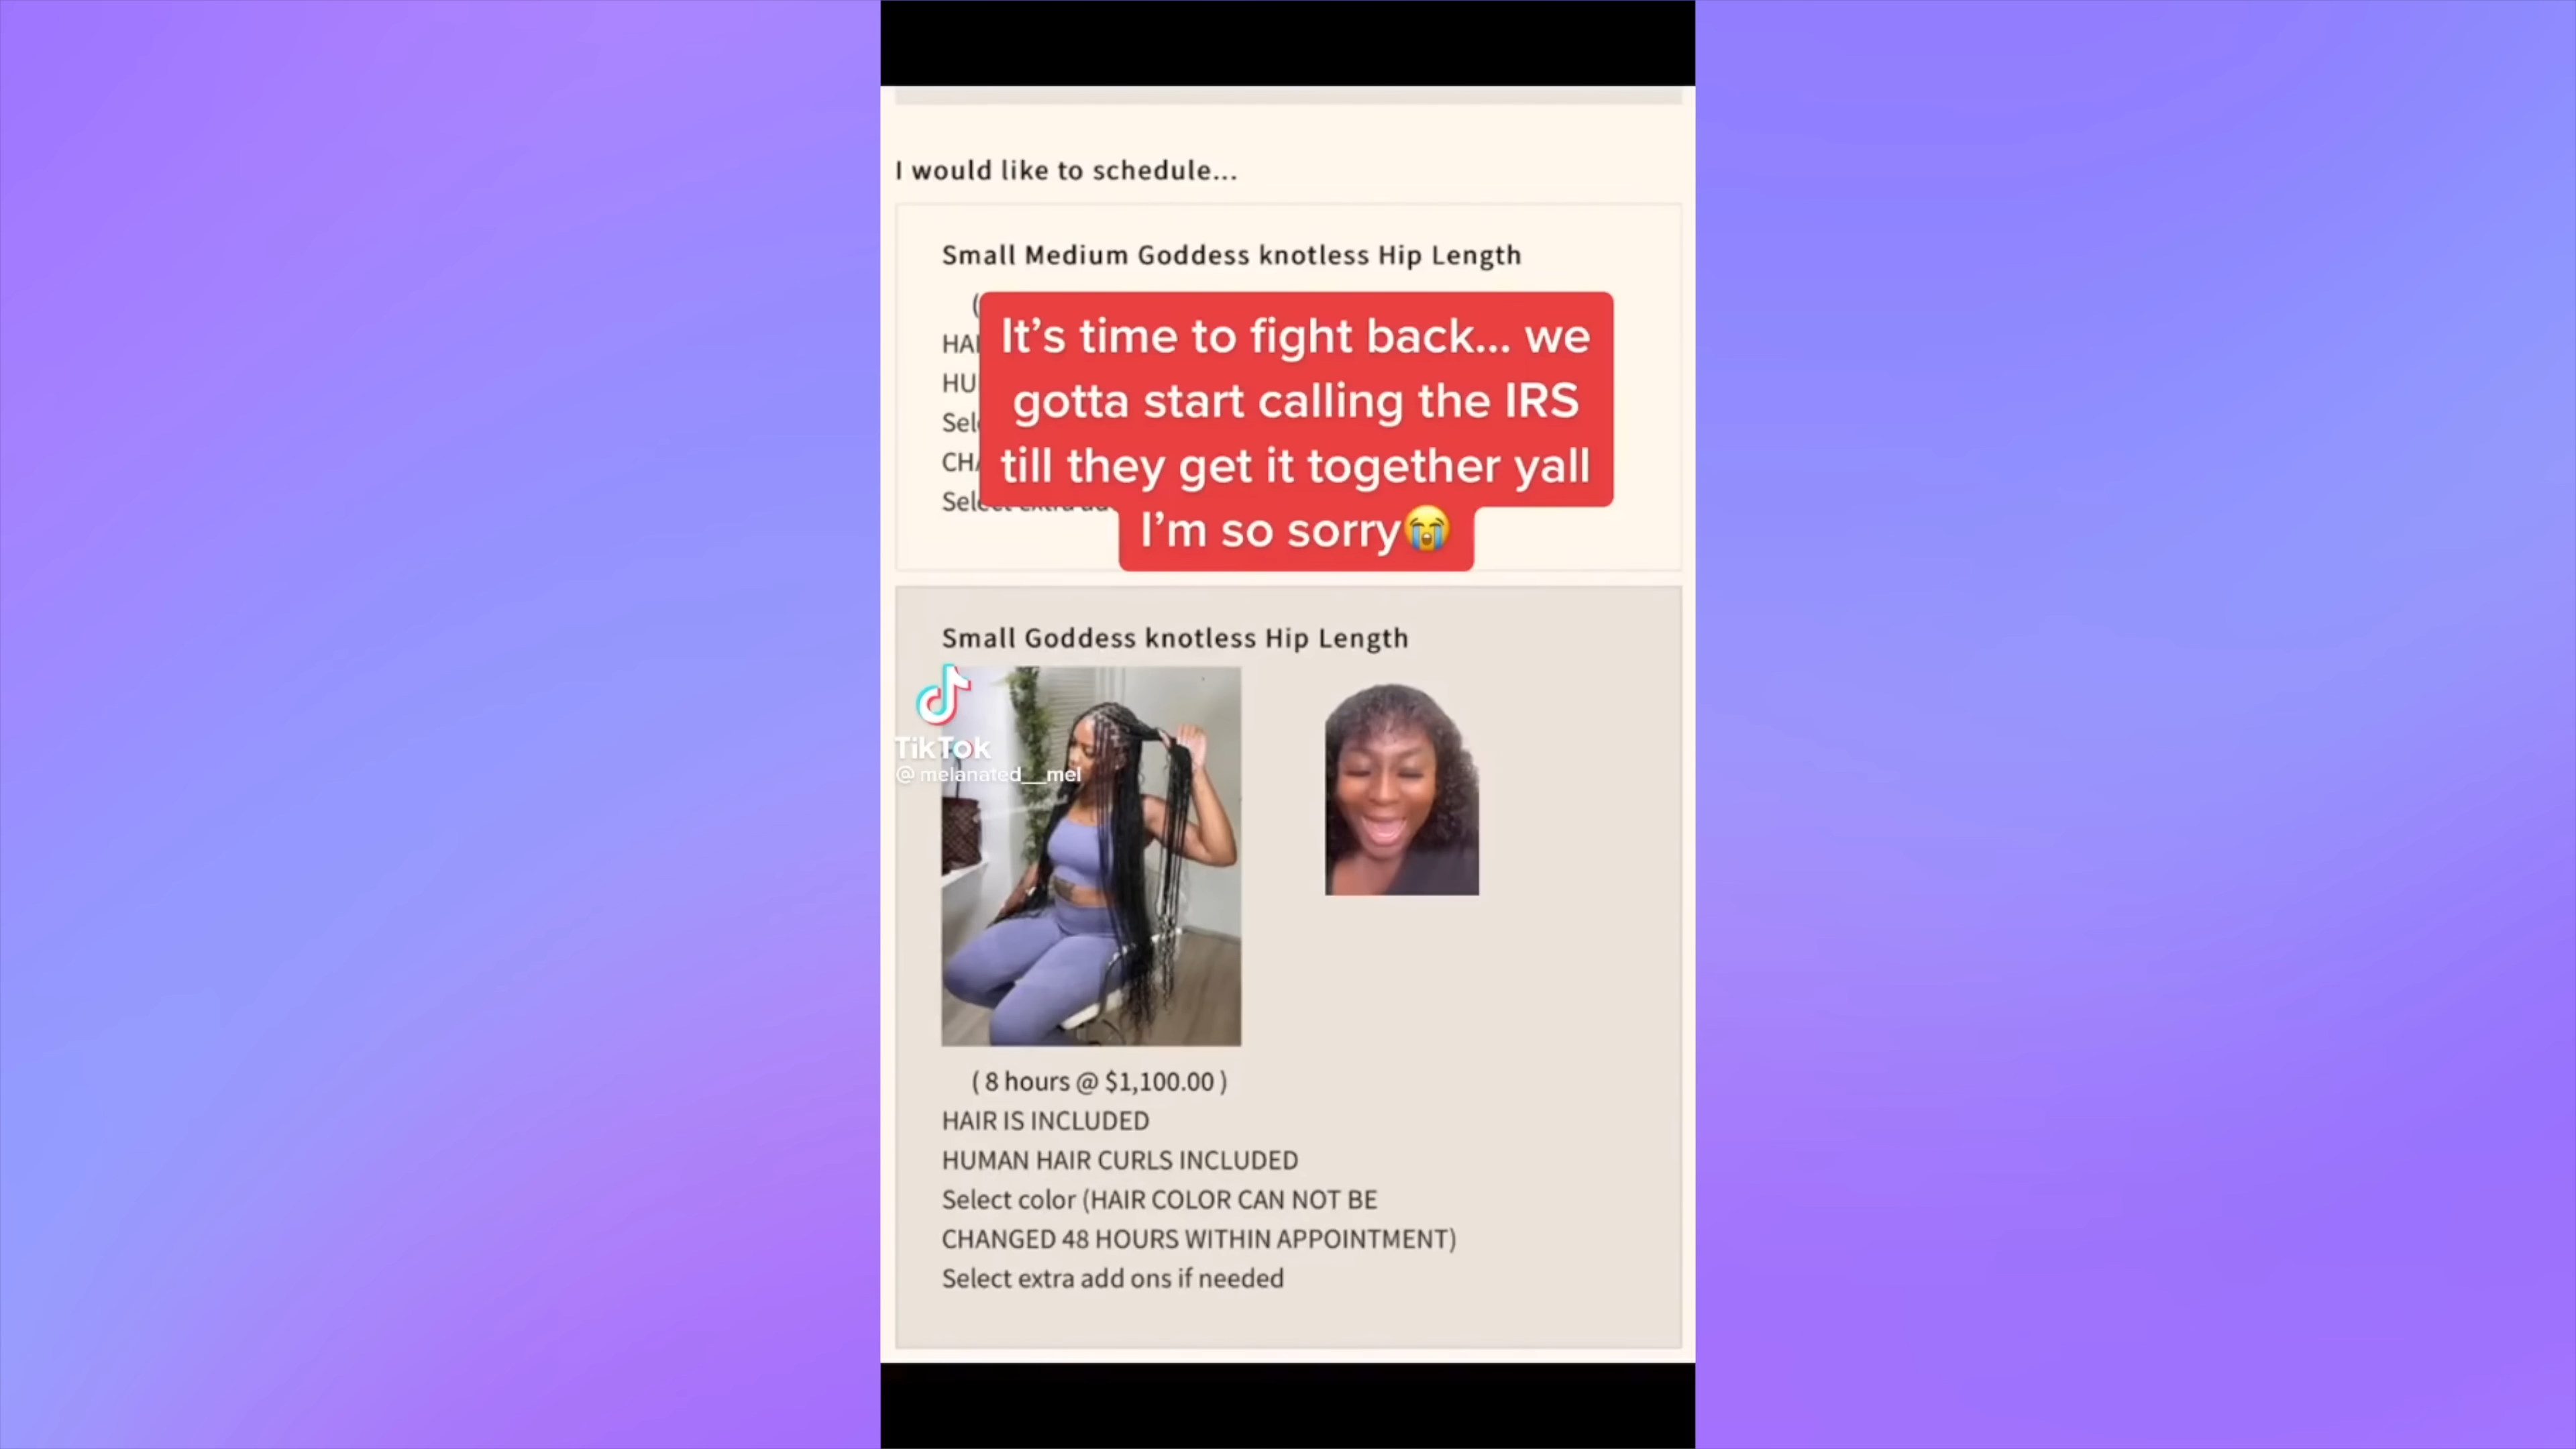 I would like to schedule...
Small Medium Goddess knotless Hip Length
(
It's time to fight back... we
gotta start calling the IRS
till they get it together yall
I'm so sorry😭
Small Goddess knotless Hip Length
TikTok
@ melanated__mel
( 8 hours @ $1,100.00 )
HAIR IS INCLUDED
HUMAN HAIR CURLS INCLUDED
Select color (HAIR COLOR CAN NOT BE
CHANGED 48 HOURS WITHIN APPOINTMENT)
Select extra add ons if needed